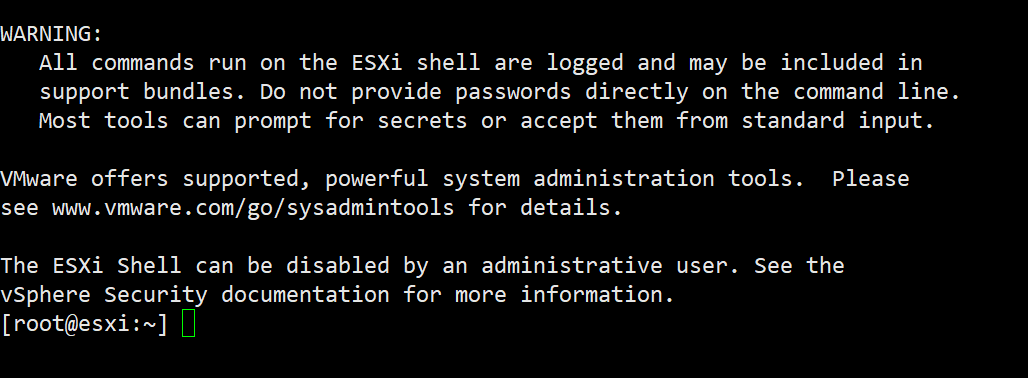 WARNING:
   All commands run on the ESXi shell are logged and may be included in
   support bundles. Do not provide passwords directly on the command line.
   Most tools can prompt for secrets or accept them from standard input.

VMware offers supported, powerful system administration tools.  Please
see www.vmware.com/go/sysadmintools for details.

The ESXi Shell can be disabled by an administrative user. See the
vSphere Security documentation for more information.
[root@esxi:~]